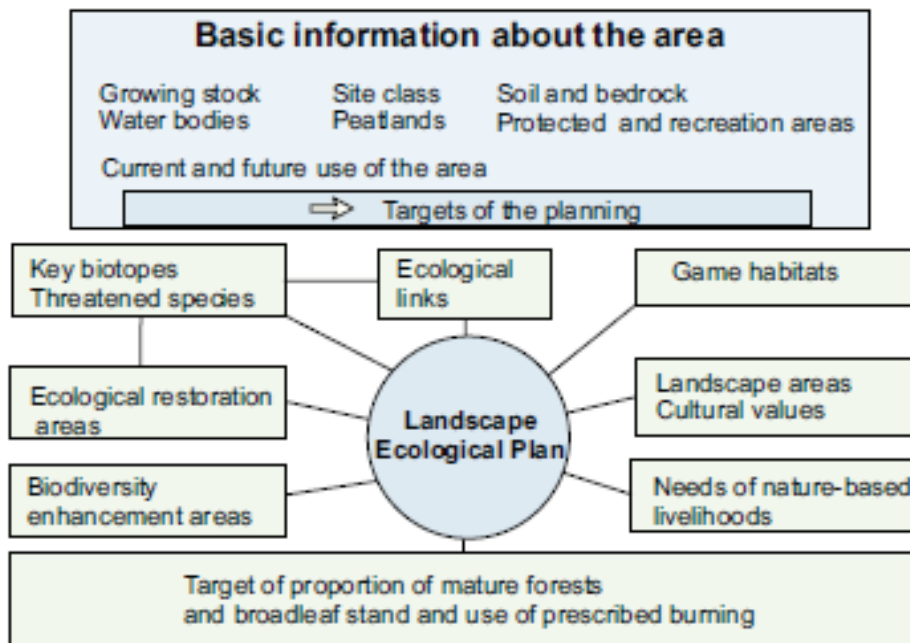 Basic information about the area
Growing stock Site class Soil and bedrock
Water bodies Peatlands Protected and recreation areas
Current and future use of the area
Targets of the planning
Key biotopes
Threatened species
Ecological
links
Game habitats
Ecological restoration
areas
Landscape
Ecological Plan
Landscape areas
Cultural values
Biodiversity
enhancement areas
Needs of nature-based
livelihoods
Target of proportion of mature forests
and broadleaf stand and use of prescribed burning